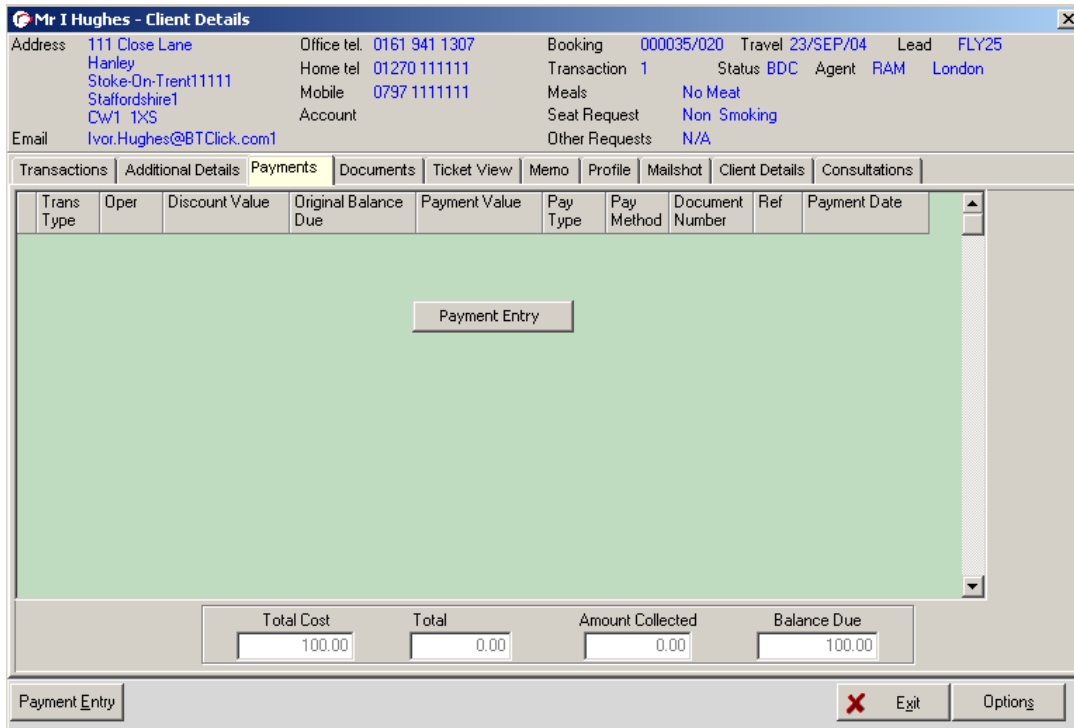 Mr I Hughes - Client Details
Address 111 Close Lane Office tel. 0161 941 1307 Booking 000035/020 Travel 23/SEP/04 Lead FLY25
Hanley Home tel 01270 111111 Transaction 1 Status BDC Agent RAM London
Stoke-On-Trent11111 Mobile 0797 1111111 Meals No Meat
Staffordshire1
CW1 1XS Account Seat Request Non Smoking
Email Ivor.Hughes@BTClick.com1 Other Requests N/A
Transactions Additional Details Payments Documents Ticket View Memo Profile Mailshot Client Details Consultations
Trans Oper Discount Value Original Balance Payment Value Pay Pay Document Ref Payment Date
Type Due Type Method Number
Payment Entry
Total Cost Total Amount Collected Balance Due
100.00 0.00 0.00 100.00
Payment Entry Exit Options